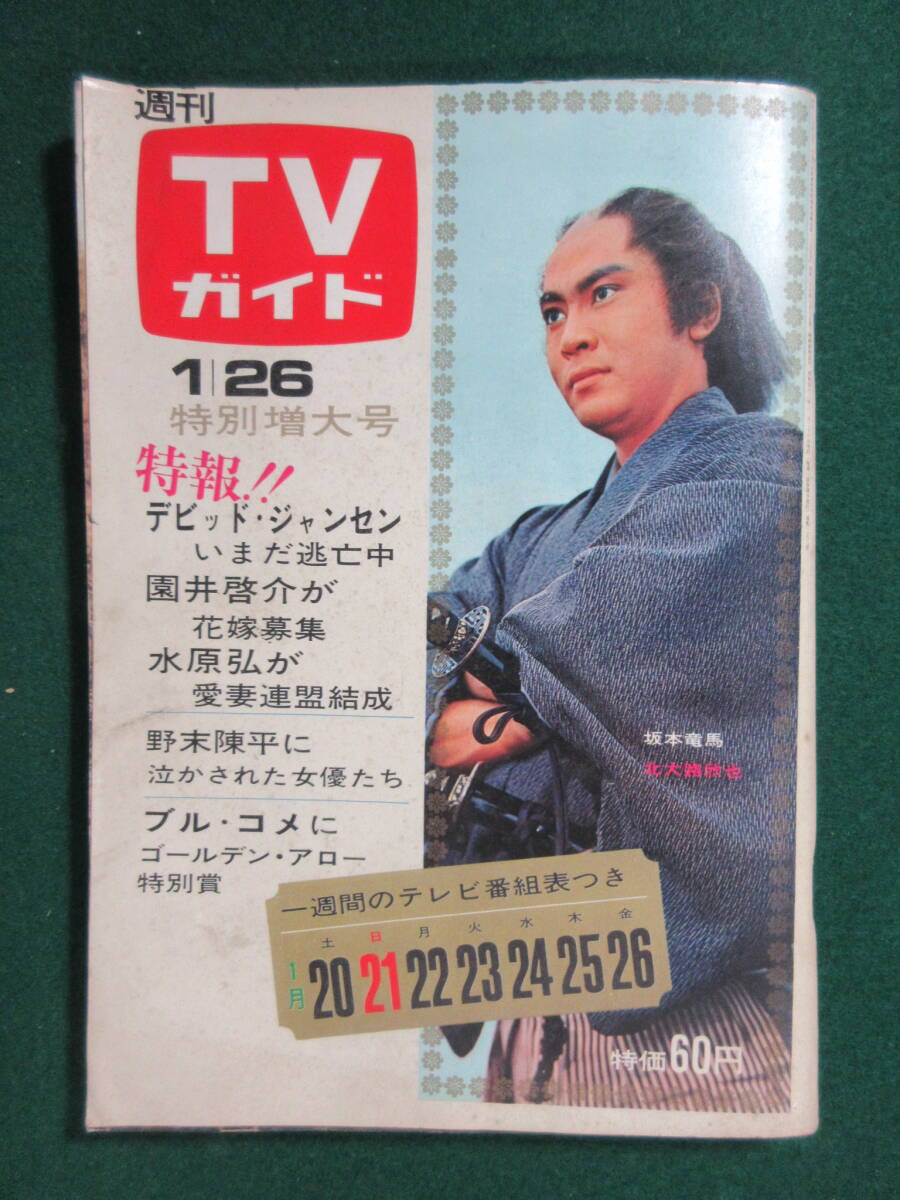 週刊
TV
ガイド
1|26
特別増大号
特報!!
デビッド・ジャンセン
いまだ逃亡中
園井啓介が
花嫁募集
水原弘が
愛妻連盟結成
野末陳平に
泣かされた女優たち
ブル・コメに
ゴールデン・アロー
特別賞
坂本竜馬
北大路欣也
一週間のテレビ番組表つき
土 日 月 火 水 木 金
1月 20 21 22 23 24 25 26
特価60円